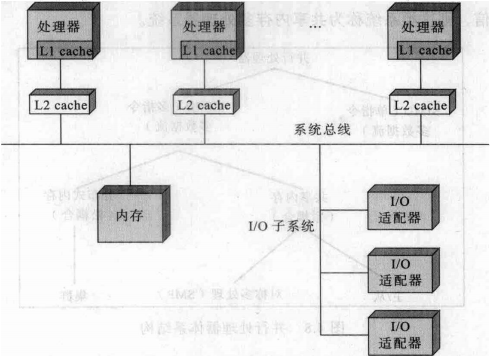 信, 
处理器
L1 cache
处理器
L1 cache
…
处理器
L1 cache
L2 cache
L2 cache
L2 cache
系统总线
内存
I/O 子系统
I/O
适配器
I/O
适配器
I/O
适配器